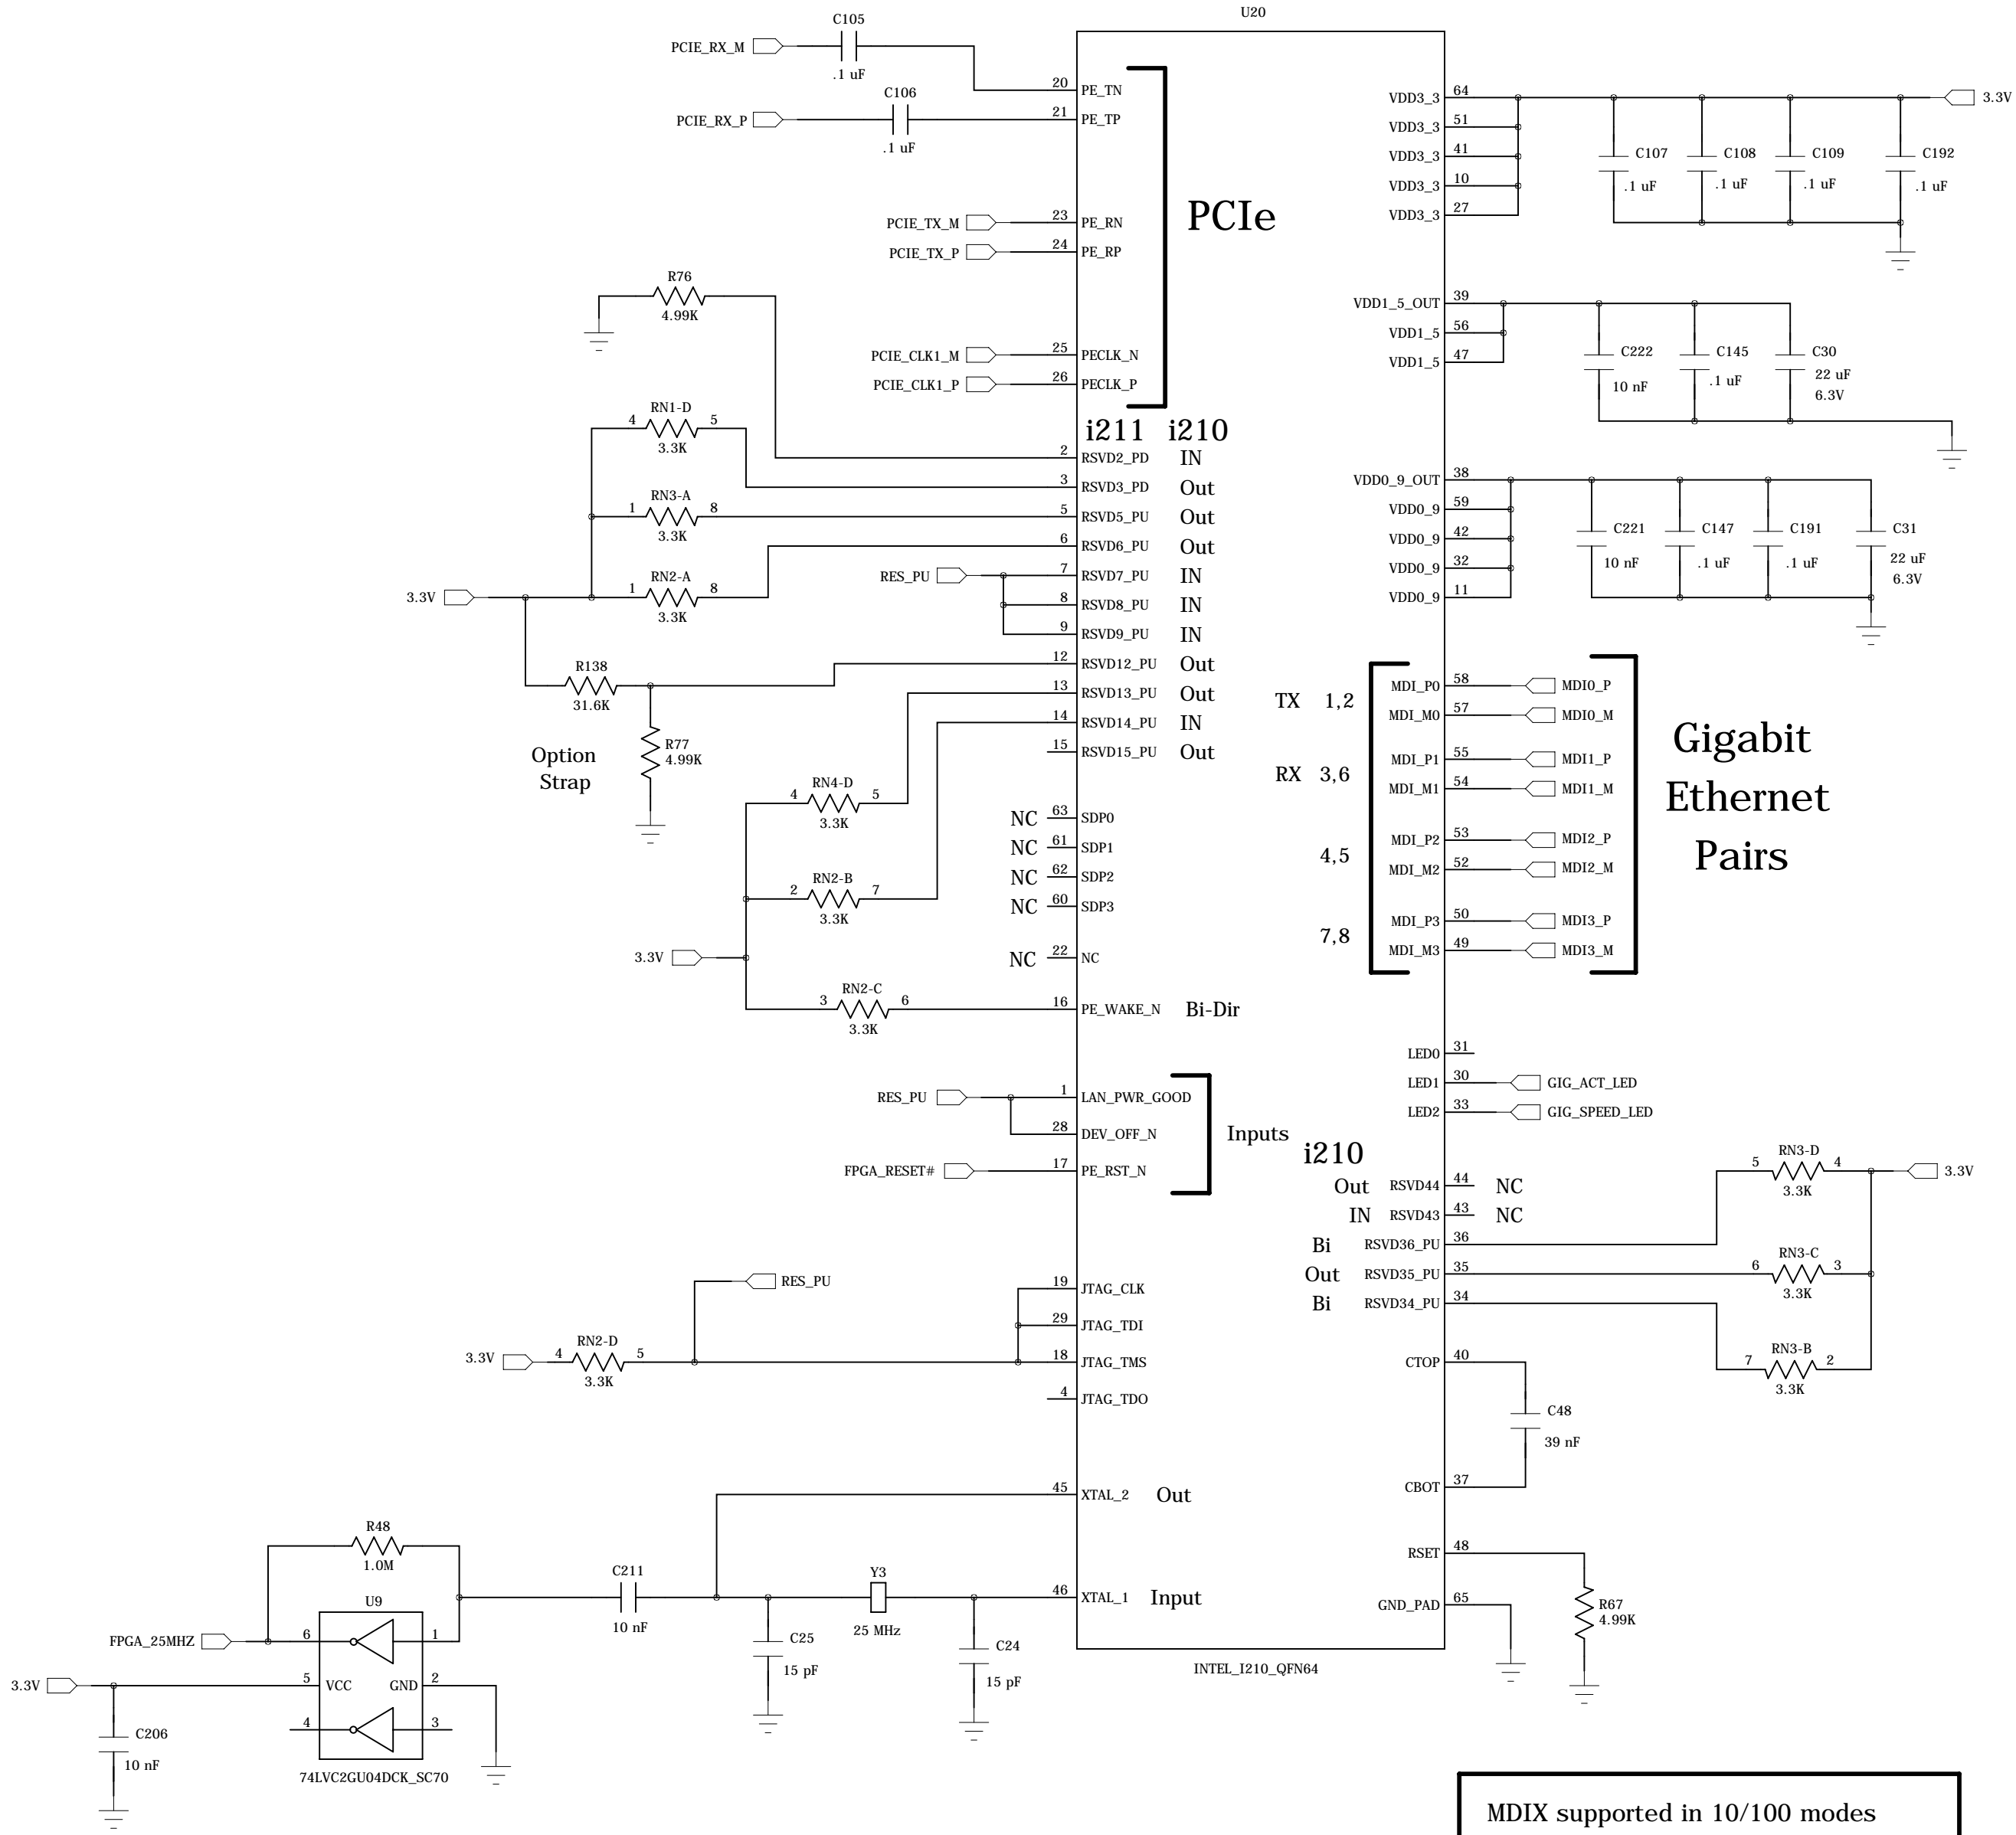 U20
C105
PCIE_RX_M
.1 uF
C106
PCIE_RX_P
.1 uF
20 PE_TN
21 PE_TP
PCIe
PCIE_TX_M 23 PE_RN
PCIE_TX_P 24 PE_RP
R76
4.99K
PCIE_CLK1_M 25 PECLK_N
PCIE_CLK1_P 26 PECLK_P
i211 i210
RN1-D
4 5
3.3K
RN3-A
1 8
3.3K
RN2-A
3.3V 1 8
3.3K
2 RSVD2_PD IN
3 RSVD3_PD Out
5 RSVD5_PU Out
6 RSVD6_PU Out
RES_PU 7 RSVD7_PU IN
8 RSVD8_PU IN
9 RSVD9_PU IN
12 RSVD12_PU Out
13 RSVD13_PU Out
14 RSVD14_PU IN
15 RSVD15_PU Out
R138
31.6K
R77
4.99K
Option
Strap
RN4-D
4 5
3.3K
RN2-B
2 7
3.3K
3.3V
RN2-C
3 6
3.3K
NC 63 SDP0
NC 61 SDP1
NC 62 SDP2
NC 60 SDP3
NC 22 NC
16 PE_WAKE_N Bi-Dir
RES_PU 1 LAN_PWR_GOOD
28 DEV_OFF_N
FPGA_RESET# 17 PE_RST_N
Inputs
RES_PU
19 JTAG_CLK
29 JTAG_TDI
18 JTAG_TMS
4 JTAG_TDO
RN2-D
3.3V 4 5
3.3K
45 XTAL_2 Out
46 XTAL_1 Input
R48
1.0M
C211
10 nF
Y3
25 MHz
C25
15 pF
C24
15 pF
U9
FPGA_25MHZ 6 1
3.3V 5 VCC GND 2
4 3
C206
10 nF
74LVC2GU04DCK_SC70
VDD3_3 64 3.3V
VDD3_3 51
VDD3_3 41
VDD3_3 10
VDD3_3 27
C107
.1 uF
C108
.1 uF
C109
.1 uF
C192
.1 uF
VDD1_5_OUT 39
VDD1_5 56
VDD1_5 47
C222
10 nF
C145
.1 uF
C30
22 uF
6.3V
VDD0_9_OUT 38
VDD0_9 59
VDD0_9 42
VDD0_9 32
VDD0_9 11
C221
10 nF
C147
.1 uF
C191
.1 uF
C31
22 uF
6.3V
TX 1,2
MDI_P0 58 MDI0_P
MDI_M0 57 MDI0_M
RX 3,6
MDI_P1 55 MDI1_P
MDI_M1 54 MDI1_M
4,5
MDI_P2 53 MDI2_P
MDI_M2 52 MDI2_M
7,8
MDI_P3 50 MDI3_P
MDI_M3 49 MDI3_M
Gigabit
Ethernet
Pairs
LED0 31
LED1 30 GIG_ACT_LED
LED2 33 GIG_SPEED_LED
i210
Out RSVD44 44 NC
IN RSVD43 43 NC
Bi RSVD36_PU 36
Out RSVD35_PU 35
Bi RSVD34_PU 34
RN3-D
5 4 3.3V
3.3K
RN3-C
6 3
3.3K
RN3-B
7 2
3.3K
CTOP 40
C48
39 nF
CBOT 37
RSET 48
GND_PAD 65
R67
4.99K
INTEL_I210_QFN64
MDIX supported in 10/100 modes